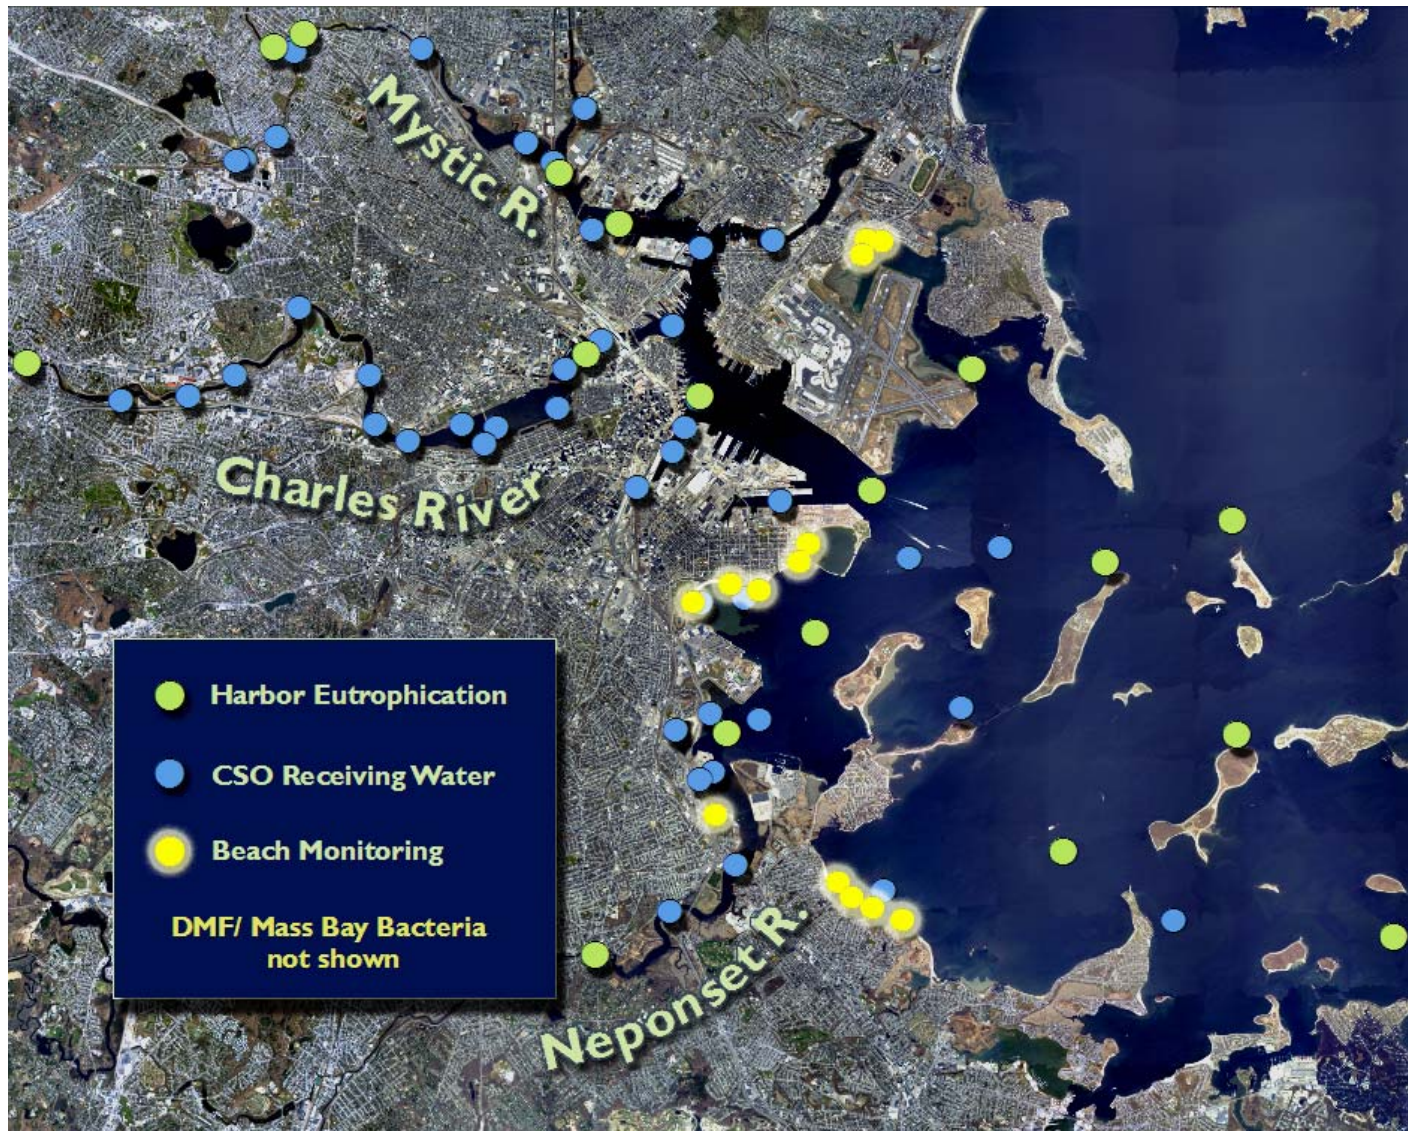 Mystic R.
Charles River
Harbor Eutrophication
CSO Receiving Water
Beach Monitoring
DMF/ Mass Bay Bacteria
not shown
Neponset R.